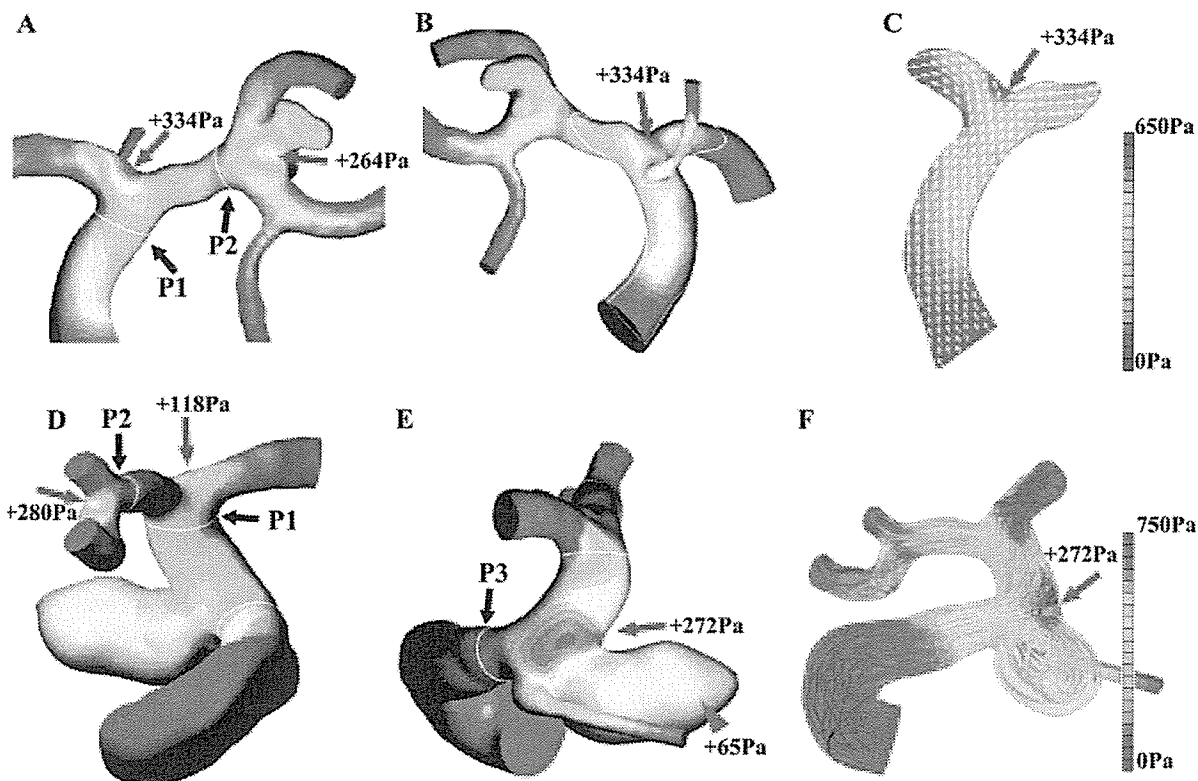 A
+334Pa
+264Pa
P2
P1
B
+334Pa
C
+334Pa
650Pa
0Pa
D
P2
+118Pa
+280Pa
P1
E
P3
+272Pa
+65Pa
F
750Pa
+272Pa
0Pa